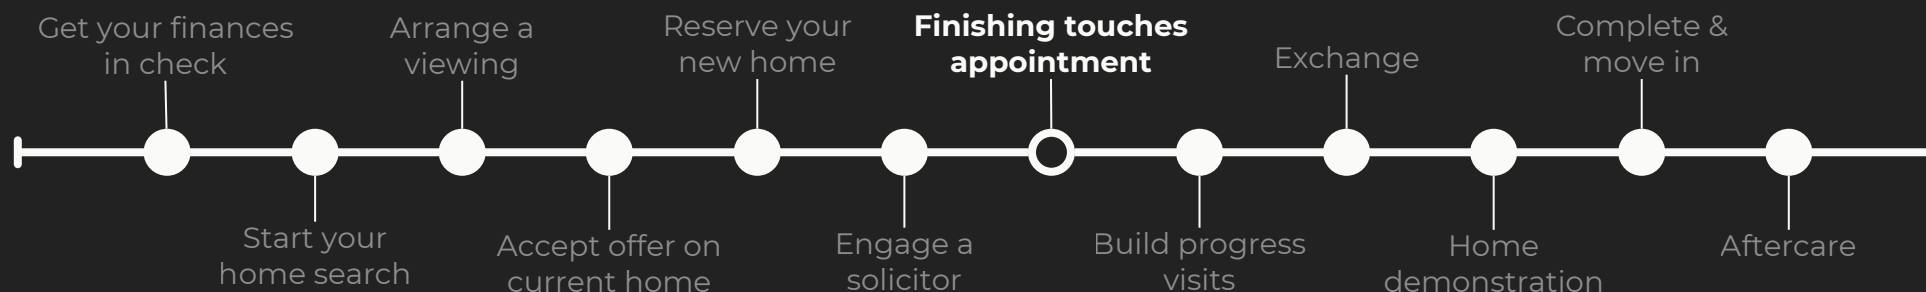 Get your finances
in check
Start your
home search
Arrange a
viewing
Accept offer on
current home
Reserve your
new home
Engage a
solicitor
Finishing touches
appointment
Build progress
visits
Exchange
Home
demonstration
Complete &
move in
Aftercare